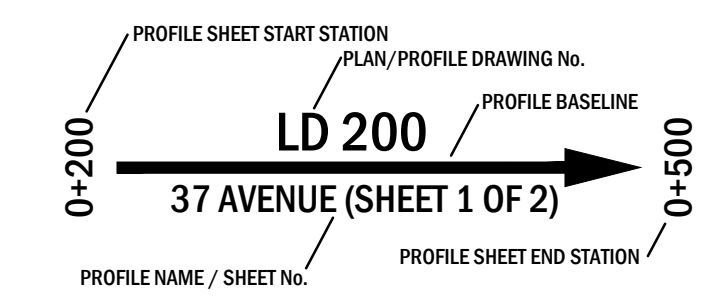 PROFILE SHEET START STATION
PLAN/PROFILE DRAWING No.
PROFILE BASELINE
0+200
LD 200
0+500
37 AVENUE (SHEET 1 OF 2)
PROFILE SHEET END STATION
PROFILE NAME / SHEET No.